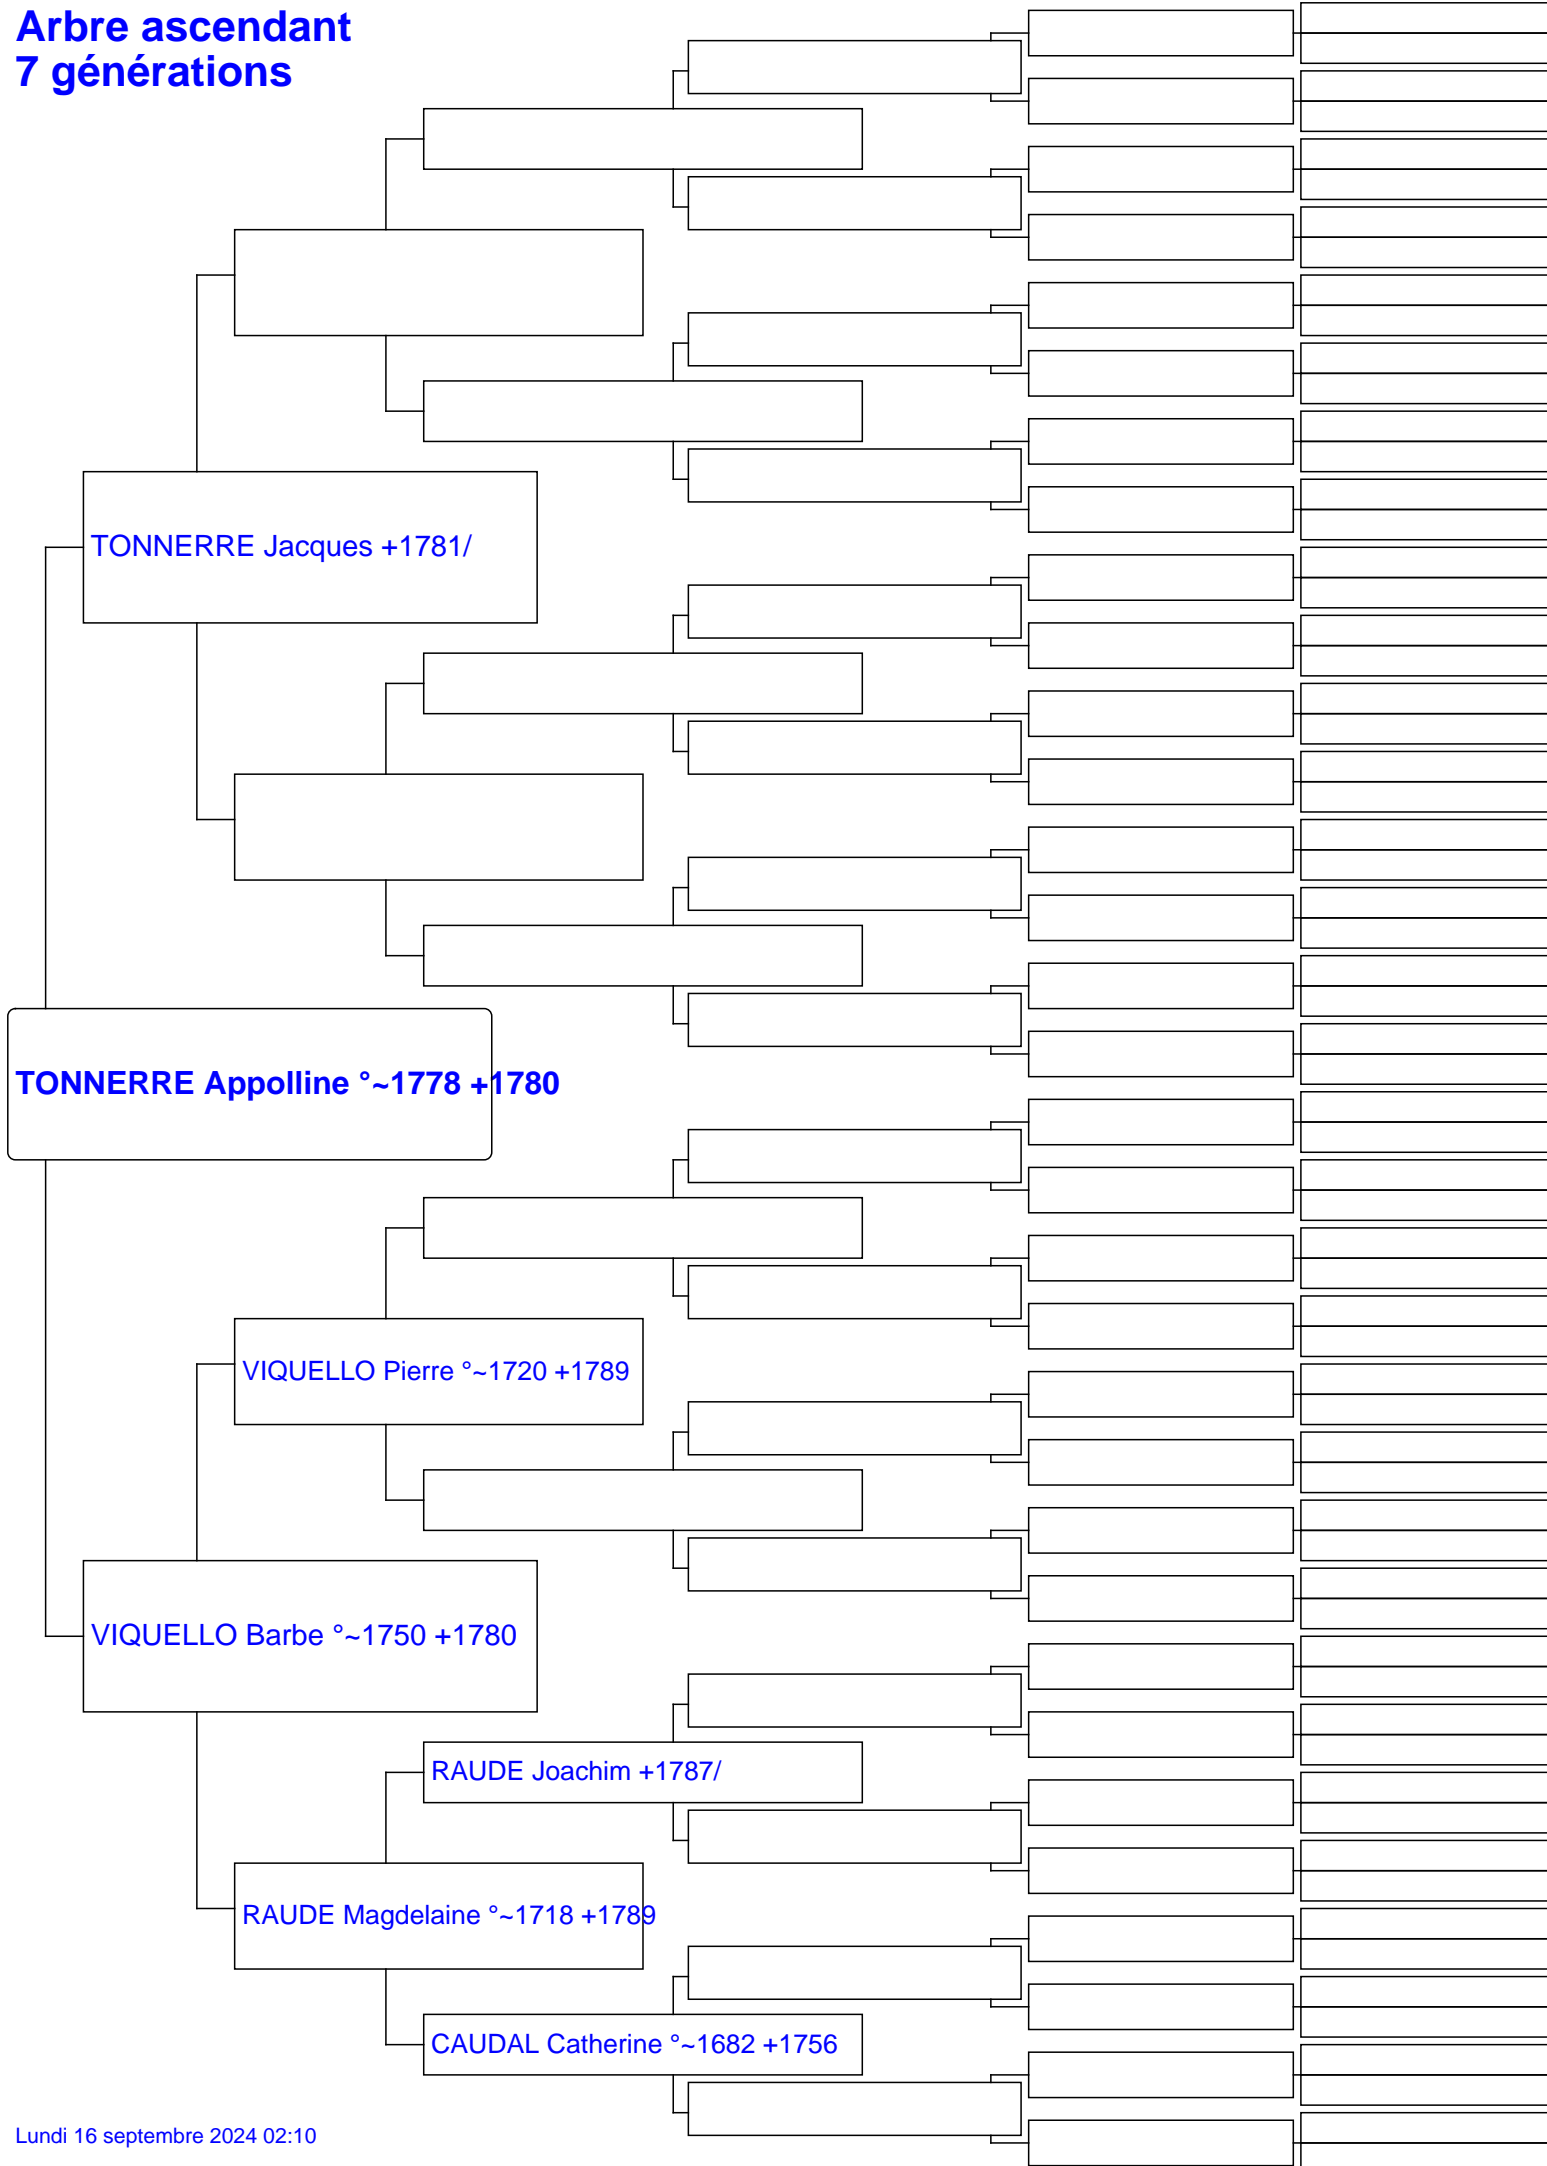 Arbre ascendant
7 générations
TONNERRE Jacques +1781/
TONNERRE Appolline °~1778 +1780
VIQUELLO Pierre °~1720 +1789
VIQUELLO Barbe °~1750 +1780
RAUDE Joachim +1787/
RAUDE Magdelaine °~1718 +1789
CAUDAL Catherine °~1682 +1756
Lundi 16 septembre 2024 02:10